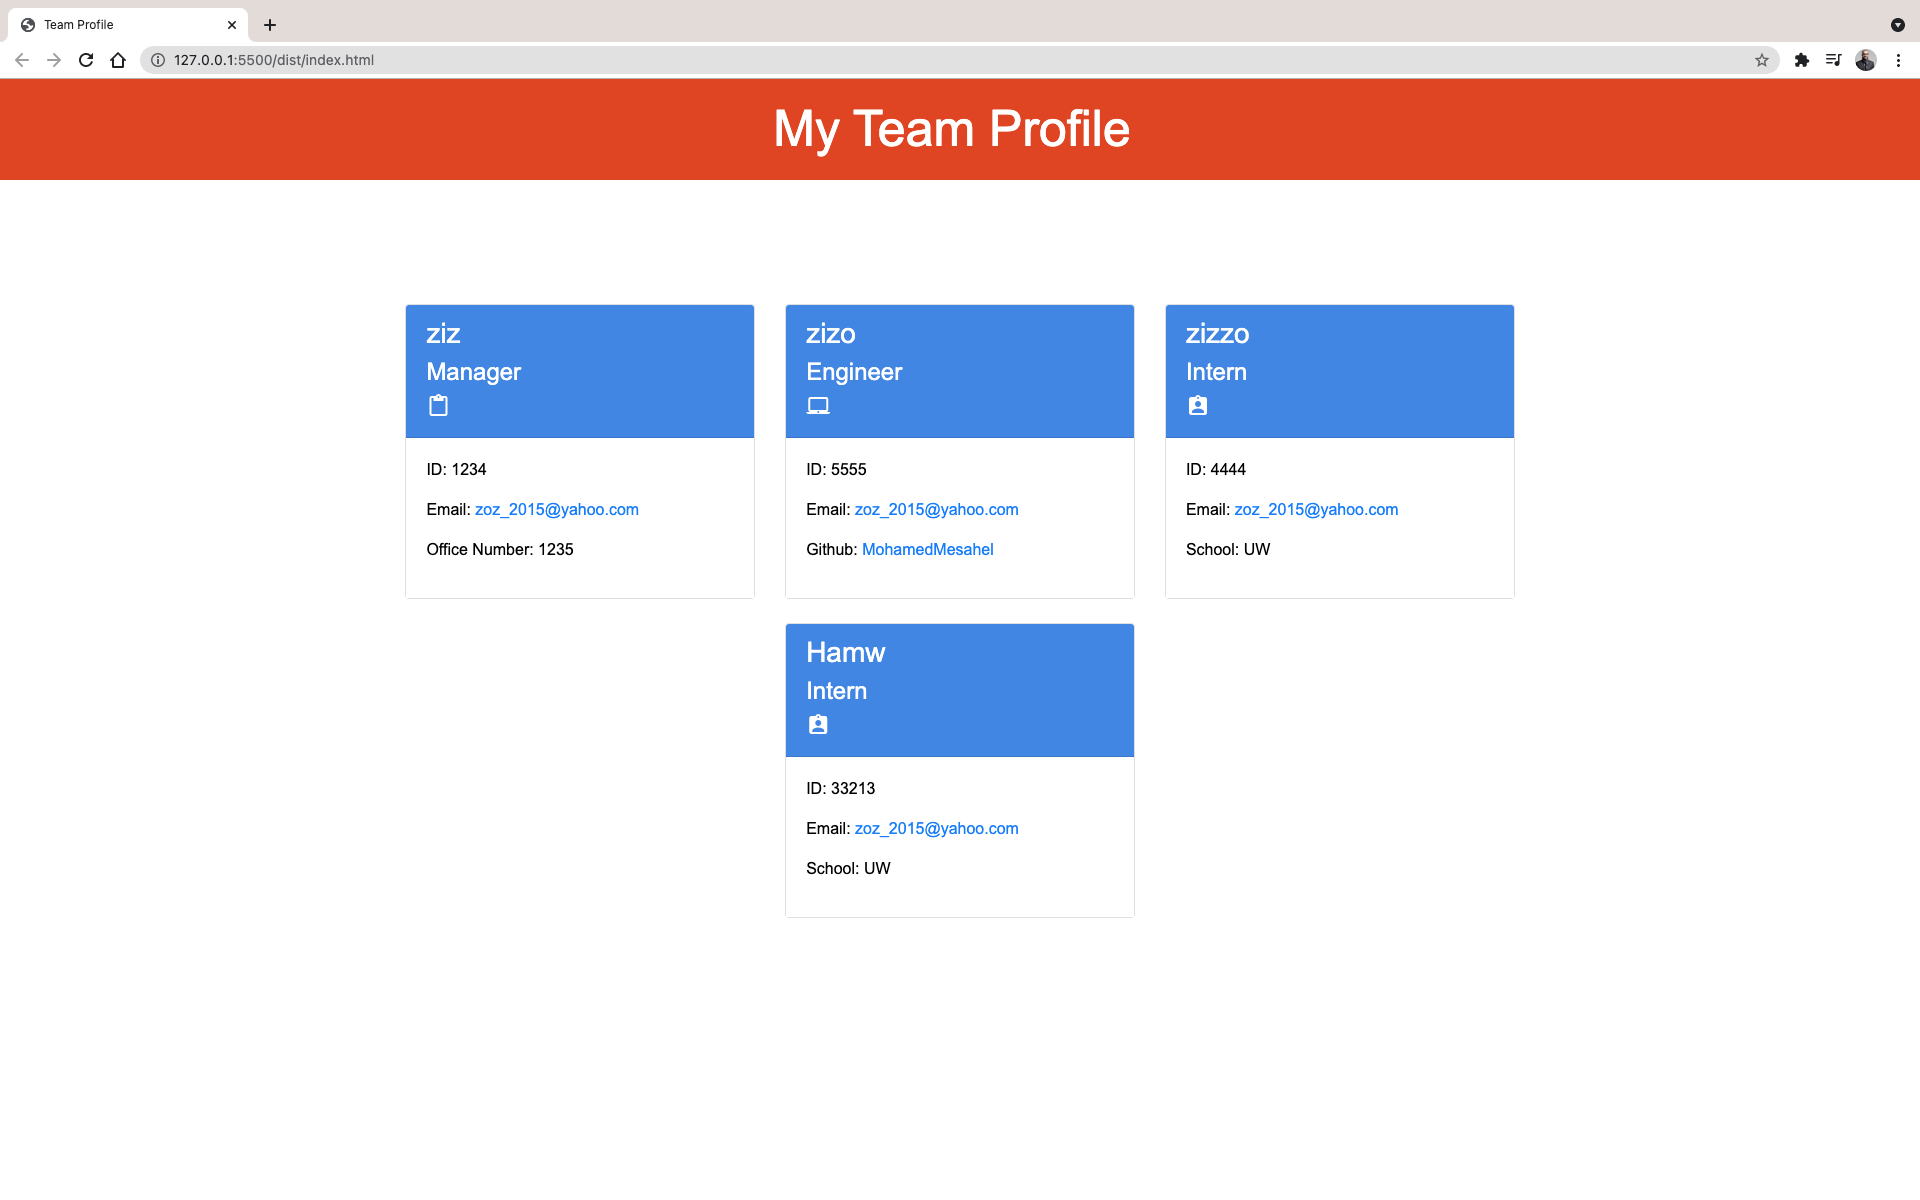 Team Profile
127.0.0.1:5500/dist/index.html
My Team Profile
ziz
Manager
ID: 1234
Email: zoz_2015@yahoo.com
Office Number: 1235
zizo
Engineer
ID: 5555
Email: zoz_2015@yahoo.com
Github: MohamedMesahel
zizzo
Intern
ID: 4444
Email: zoz_2015@yahoo.com
School: UW
Hamw
Intern
ID: 33213
Email: zoz_2015@yahoo.com
School: UW